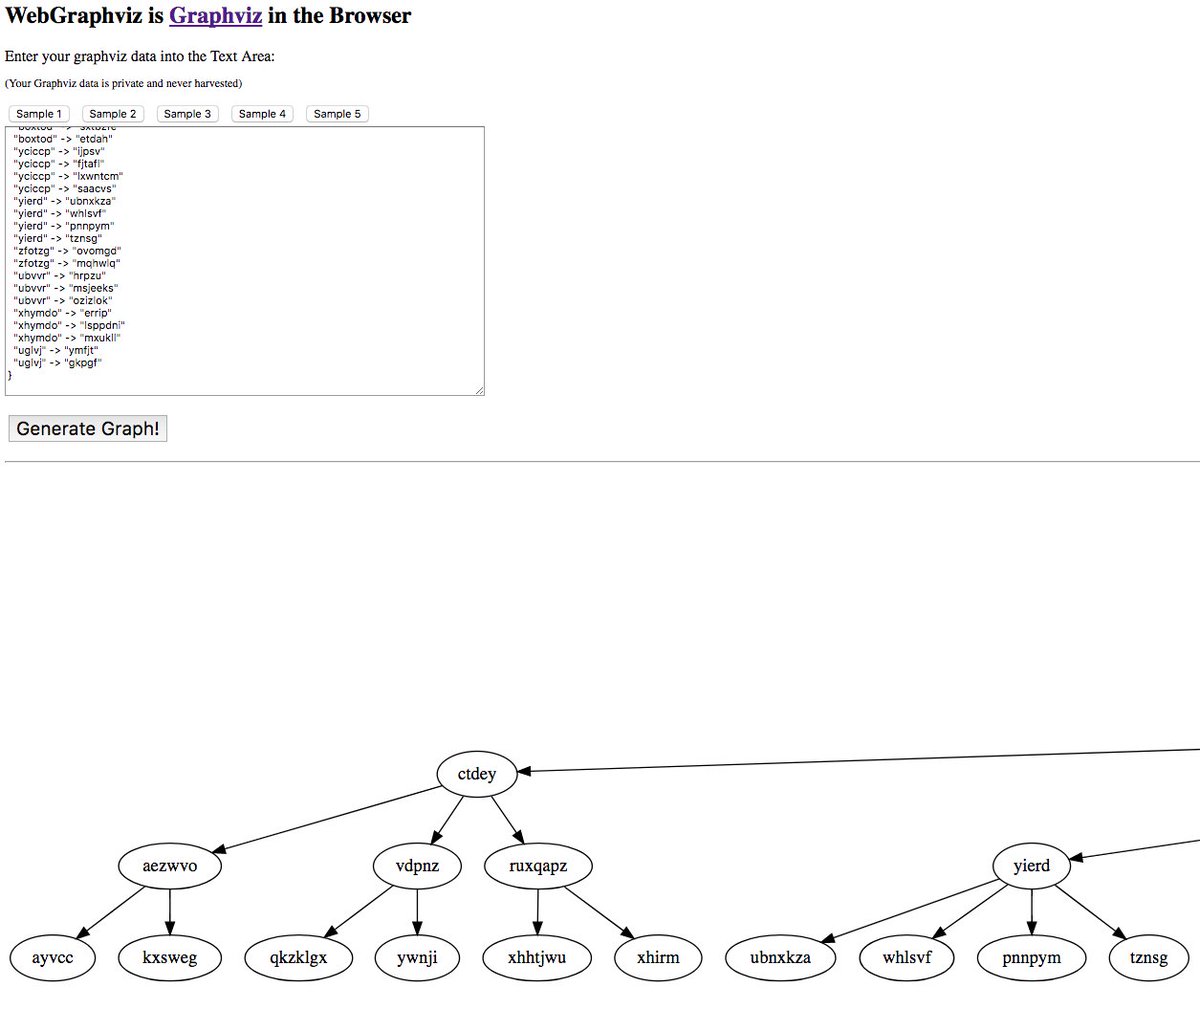 WebGraphviz is Graphviz in the Browser
Enter your graphviz data into the Text Area:
(Your Graphviz data is private and never harvested)
Sample 1 Sample 2 Sample 3 Sample 4 Sample 5
"boxtod" -> "etdah"
"yciccp" -> "ijpsv"
"yciccp" -> "fjtafl"
"yciccp" -> "lxwntcm"
"yciccp" -> "saacvs"
"yierd" -> "ubnxkza"
"yierd" -> "whlsvf"
"yierd" -> "pnnpym"
"yierd" -> "tznsg"
"zfotzg" -> "ovomgd"
"zfotzg" -> "mqhwlq"
"ubvvr" -> "hrpzu"
"ubvvr" -> "msjeeks"
"ubvvr" -> "ozizlok"
"xhymdo" -> "errip"
"xhymdo" -> "lsppdni"
"xhymdo" -> "mxukll"
"uglvj" -> "ymfjt"
"uglvj" -> "gkpgf"
}
Generate Graph!
ctdey
aezwvo vdpnz ruxqapz yierd
ayvcc kxsweg qkzklgx ywnji xhhtjwu xhirm ubnxkza whlsvf pnnpym tznsg